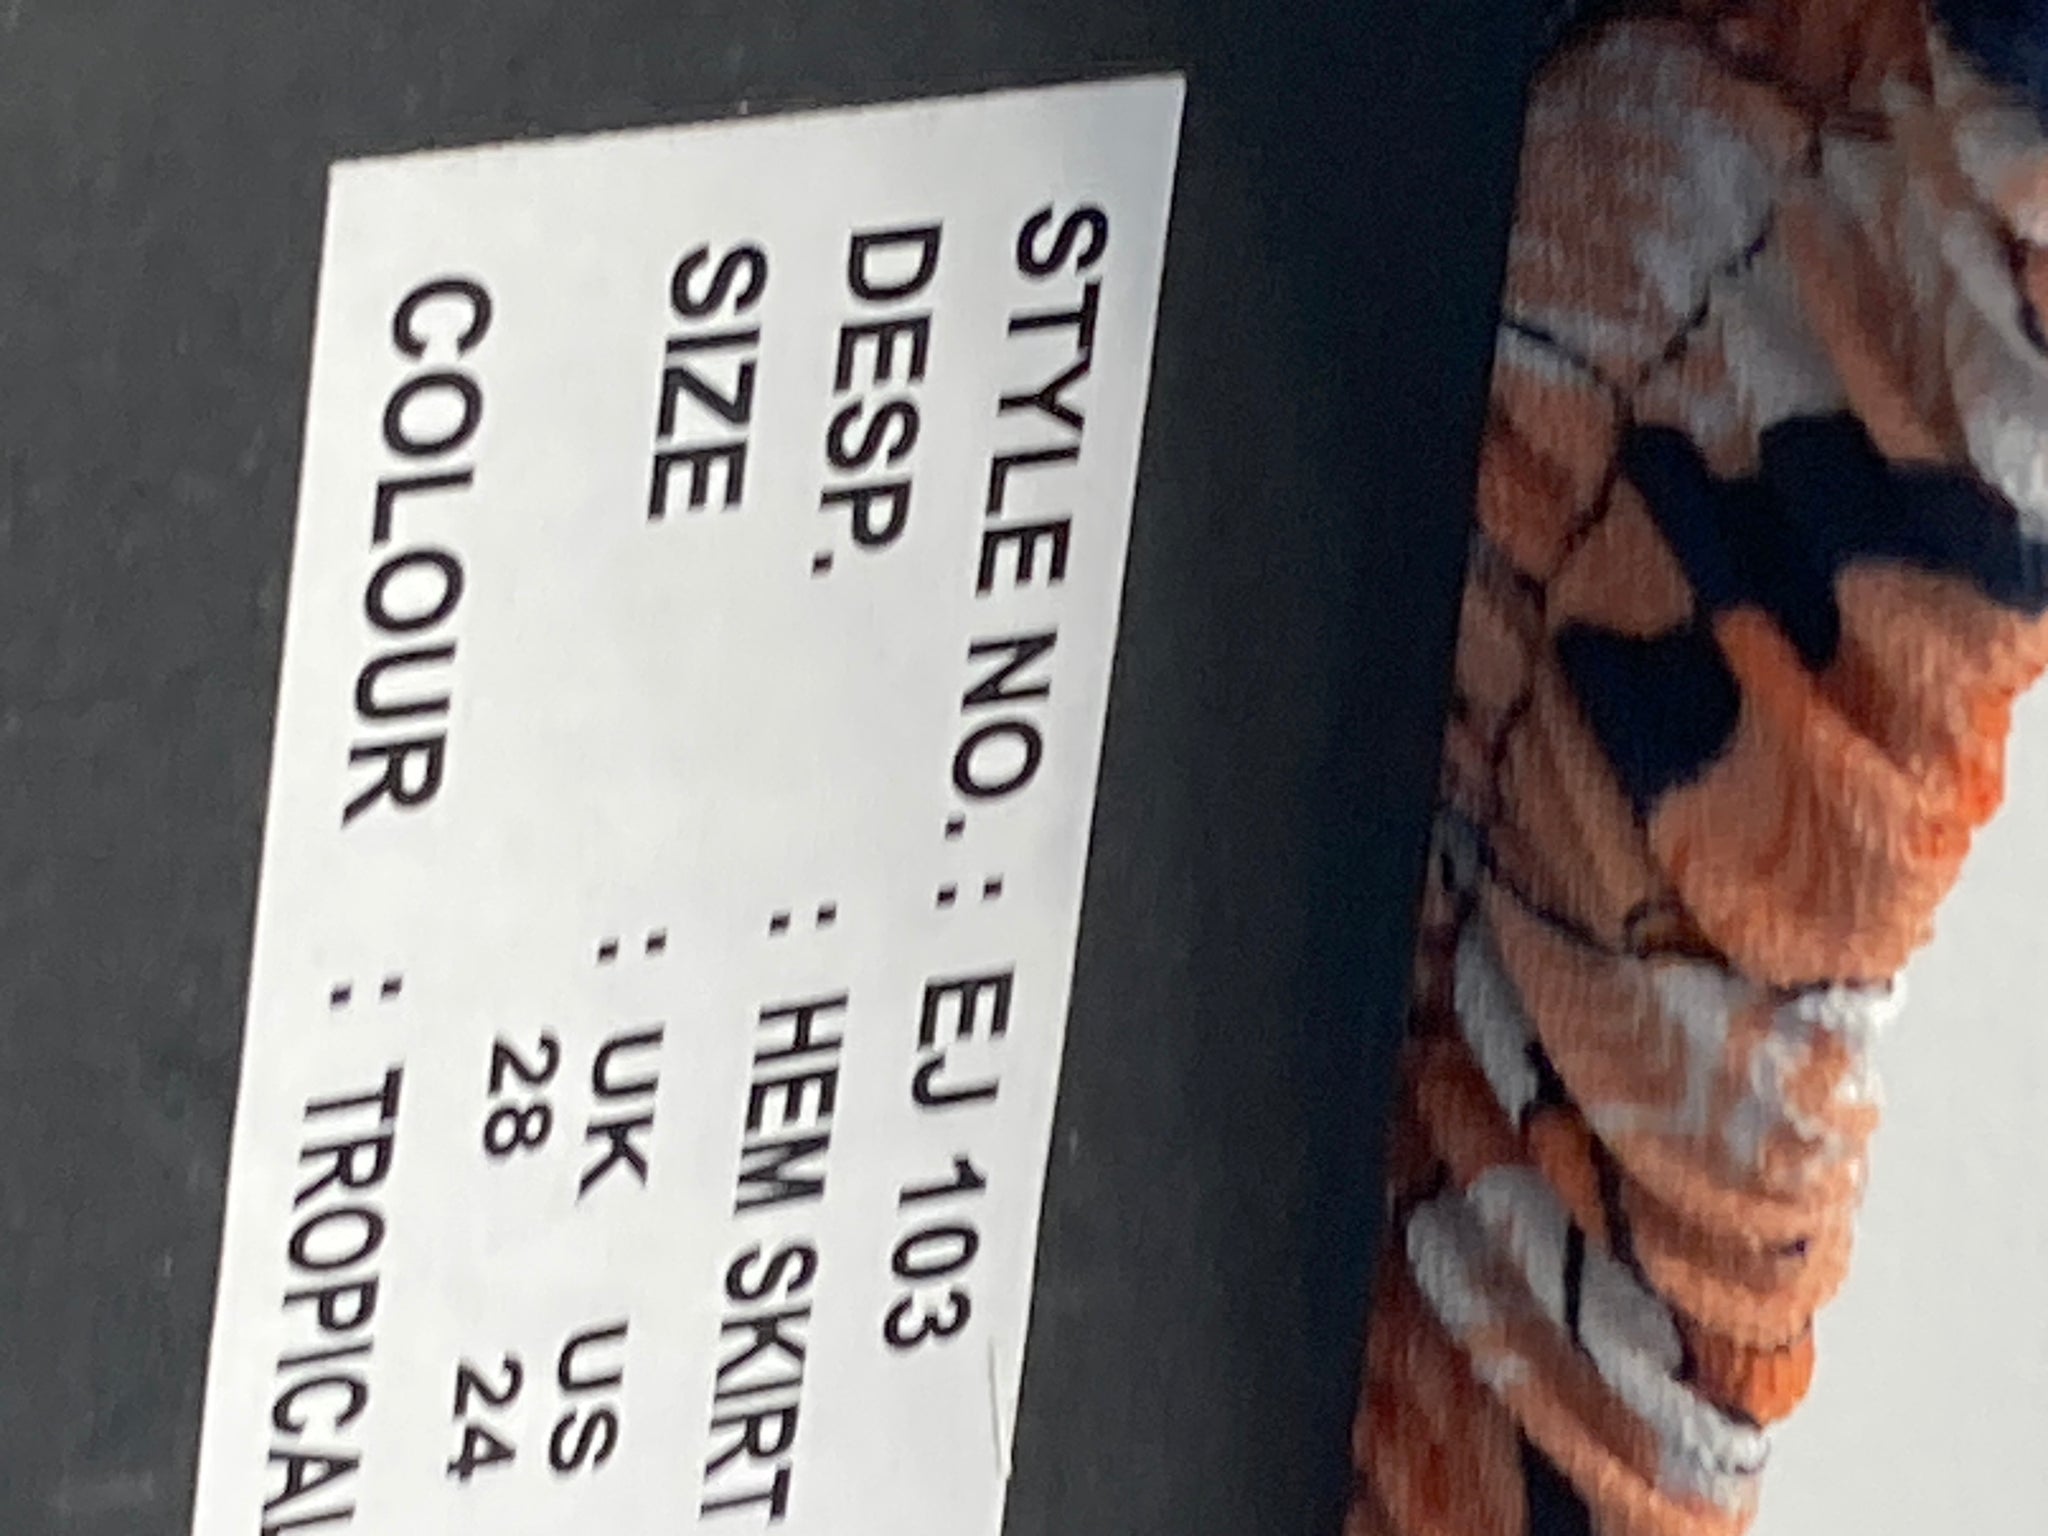 STYLE NO. : EJ 103
DESP. : HEM SKIRT
SIZE : UK US
28 24
COLOUR : TROPICAL